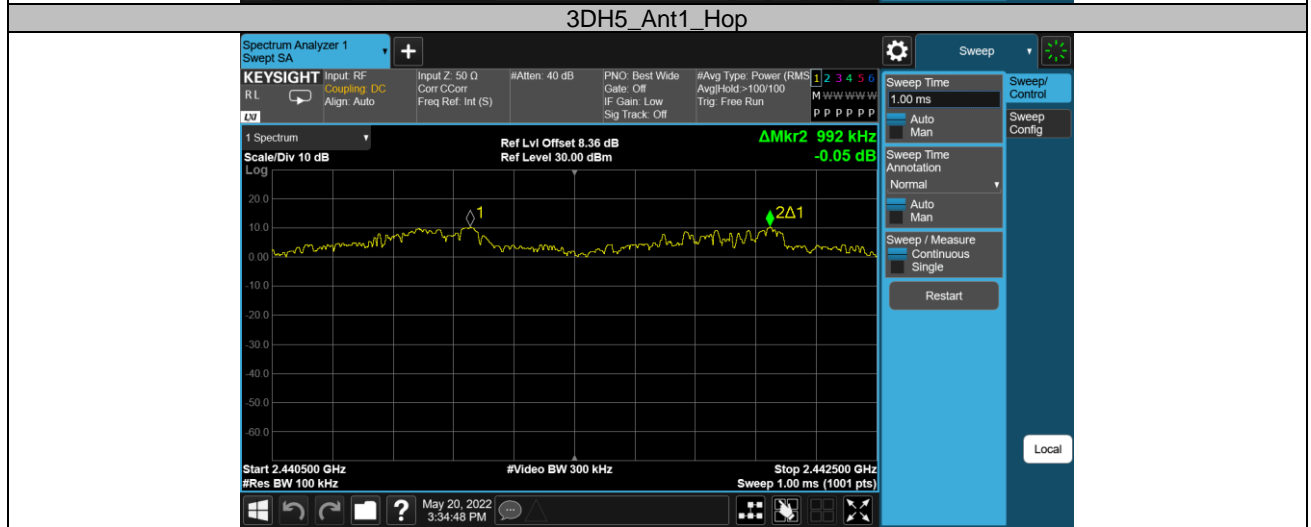 3DH5_Ant1_Hop
Spectrum Analyzer 1
Swept SA
+
Sweep
KEYSIGHT
RL
LXI
Input: RF
Coupling: DC
Align: Auto
Input Z: 50 Ω
Corr CCorr
Freq Ref: Int (S)
#Atten: 40 dB
PNO: Best Wide
Gate: Off
IF Gain: Low
Sig Track: Off
#Avg Type: Power (RMS
Avg|Hold:>100/100
Trig: Free Run
1 2 3 4 5 6
M W W W W W
P P P P P P
1 Spectrum
Scale/Div 10 dB
Ref Lvl Offset 8.36 dB
Ref Level 30.00 dBm
ΔMkr2 992 kHz
-0.05 dB
Log
20.0
10.0
0.00
-10.0
-20.0
-30.0
-40.0
-50.0
-60.0
1
2Δ1
Start 2.440500 GHz
#Res BW 100 kHz
#Video BW 300 kHz
Stop 2.442500 GHz
Sweep 1.00 ms (1001 pts)
Sweep Time
1.00 ms
Auto
Man
Sweep Time
Annotation
Normal
Auto
Man
Sweep / Measure
Continuous
Single
Restart
Sweep/
Control
Sweep
Config
Local
?
May 20, 2022
3:34:48 PM